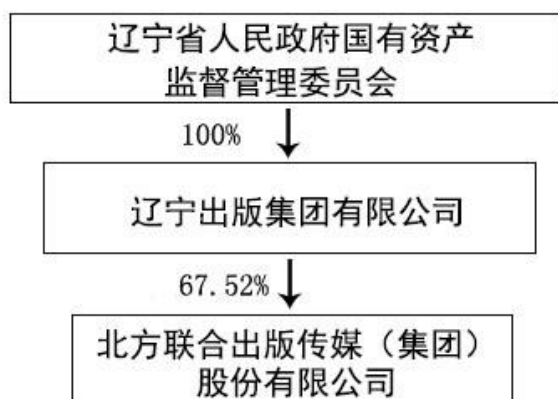 辽宁省人民政府国有资产
监督管理委员会
100%
辽宁出版集团有限公司
67.52%
北方联合出版传媒（集团）
股份有限公司